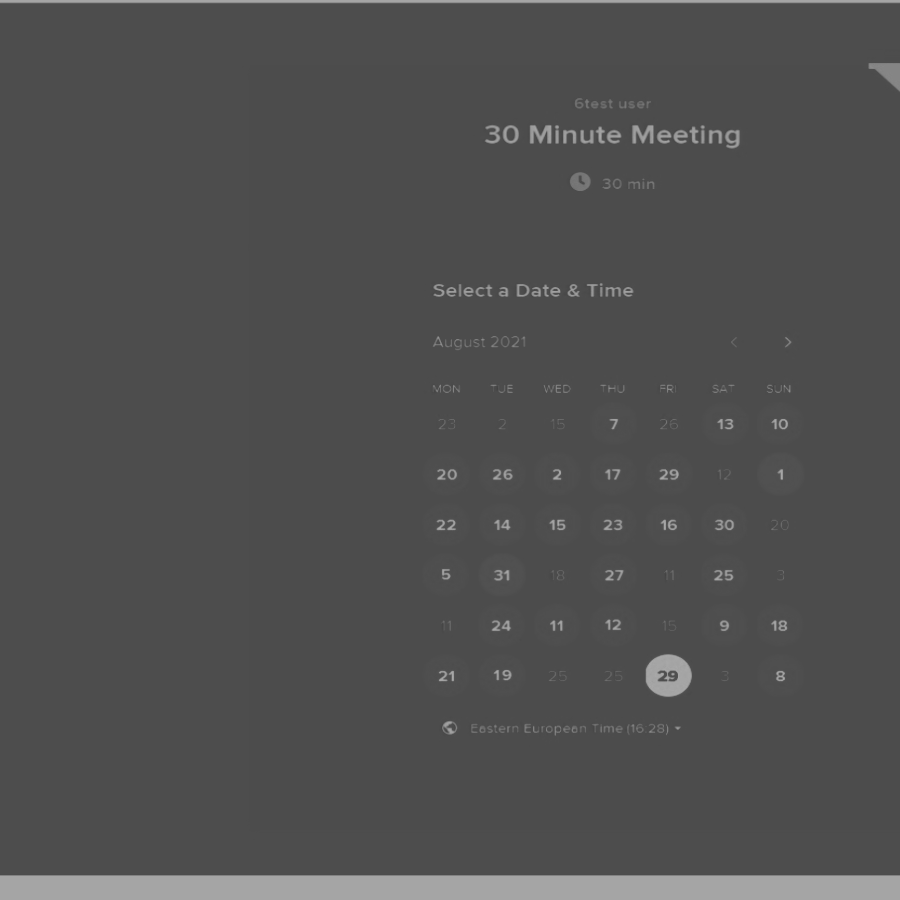 6test user
30 Minute Meeting
30 min
Select a Date & Time
August 2021
MON TUE WED THU FRI SAT SUN
23 2 15 7 26 13 10
20 26 2 17 29 12 1
22 14 15 23 16 30 20
5 31 18 27 11 25 3
11 24 11 12 15 9 18
21 19 25 25 29 3 8
Eastern European Time (16:28)